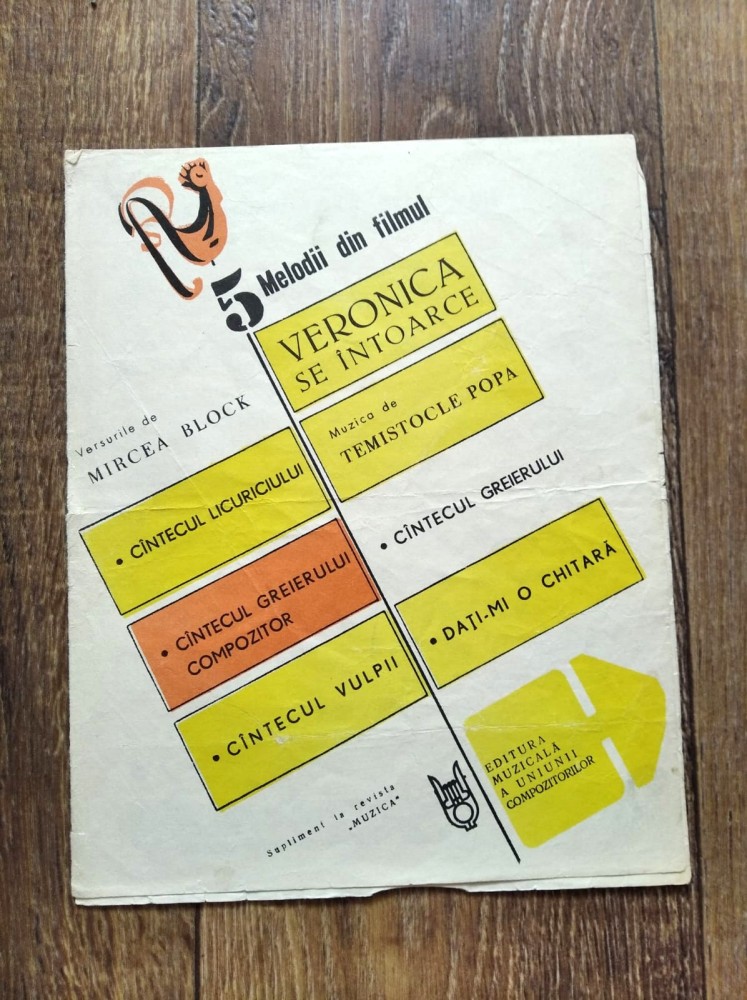 5 Melodii din filmul
VERONICA
SE ÎNTOARCE
Versurile de
MIRCEA BLOCK
Muzica de
TEMISTOCLE POPA
• CÎNTECUL LICURICIULUI
• CÎNTECUL GREIERULUI
• CÎNTECUL GREIERULUI
COMPOZITOR
• DAȚI-MI O CHITARĂ
• CÎNTECUL VULPII
EDITURA
MUZICALĂ
A UNIUNII
COMPOZITORILOR
Supliment la revista
„MUZICA"